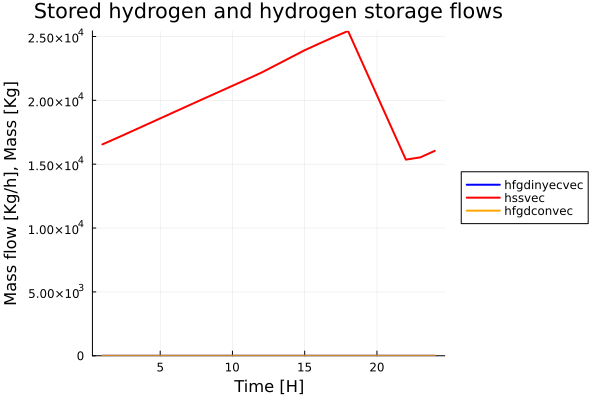 Stored hydrogen and hydrogen storage flows
Mass flow [Kg/h], Mass [Kg]
2.50×10⁴
2.00×10⁴
1.50×10⁴
1.00×10⁴
5.00×10³
0
5 10 15 20
Time [H]
hfgdinyecvec
hssvec
hfgdconvec